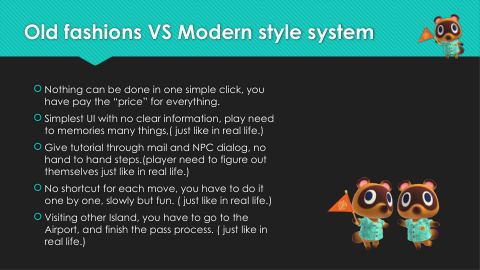 Old fashions VS Modern style system
Nothing can be done in one simple click, you
have pay the “price” for everything.
Simplest UI with no clear information, play need
to memories many things,( just like in real life.)
Give tutorial through mail and NPC dialog, no
hand to hand steps.(player need to figure out
themselves just like in real life.)
No shortcut for each move, you have to do it
one by one, slowly but fun. ( just like in real life.)
Visiting other Island, you have to go to the
Airport, and finish the pass process. ( just like in
real life.)